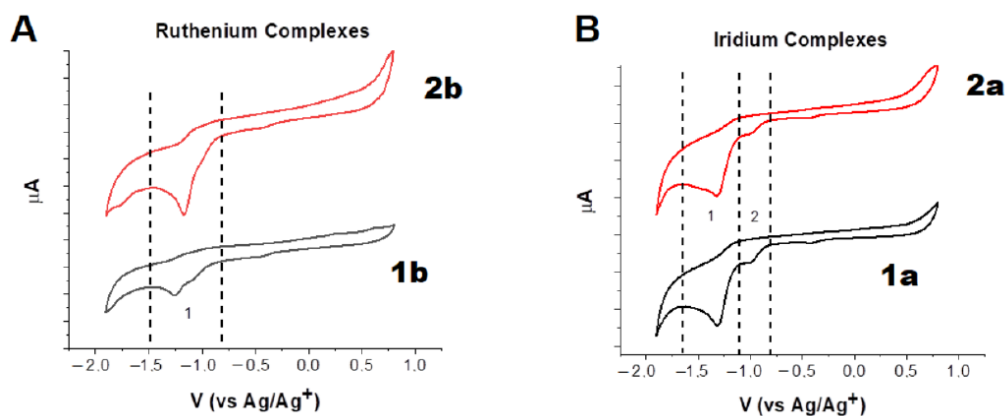 A
Ruthenium Complexes
2b
1b
1
μA
−2.0 −1.5 −1.0 −0.5 0.0 0.5 1.0
V (vs Ag/Ag⁺)
B
Iridium Complexes
2a
1 2
1a
μA
−2.0 −1.5 −1.0 −0.5 0.0 0.5 1.0
V (vs Ag/Ag⁺)